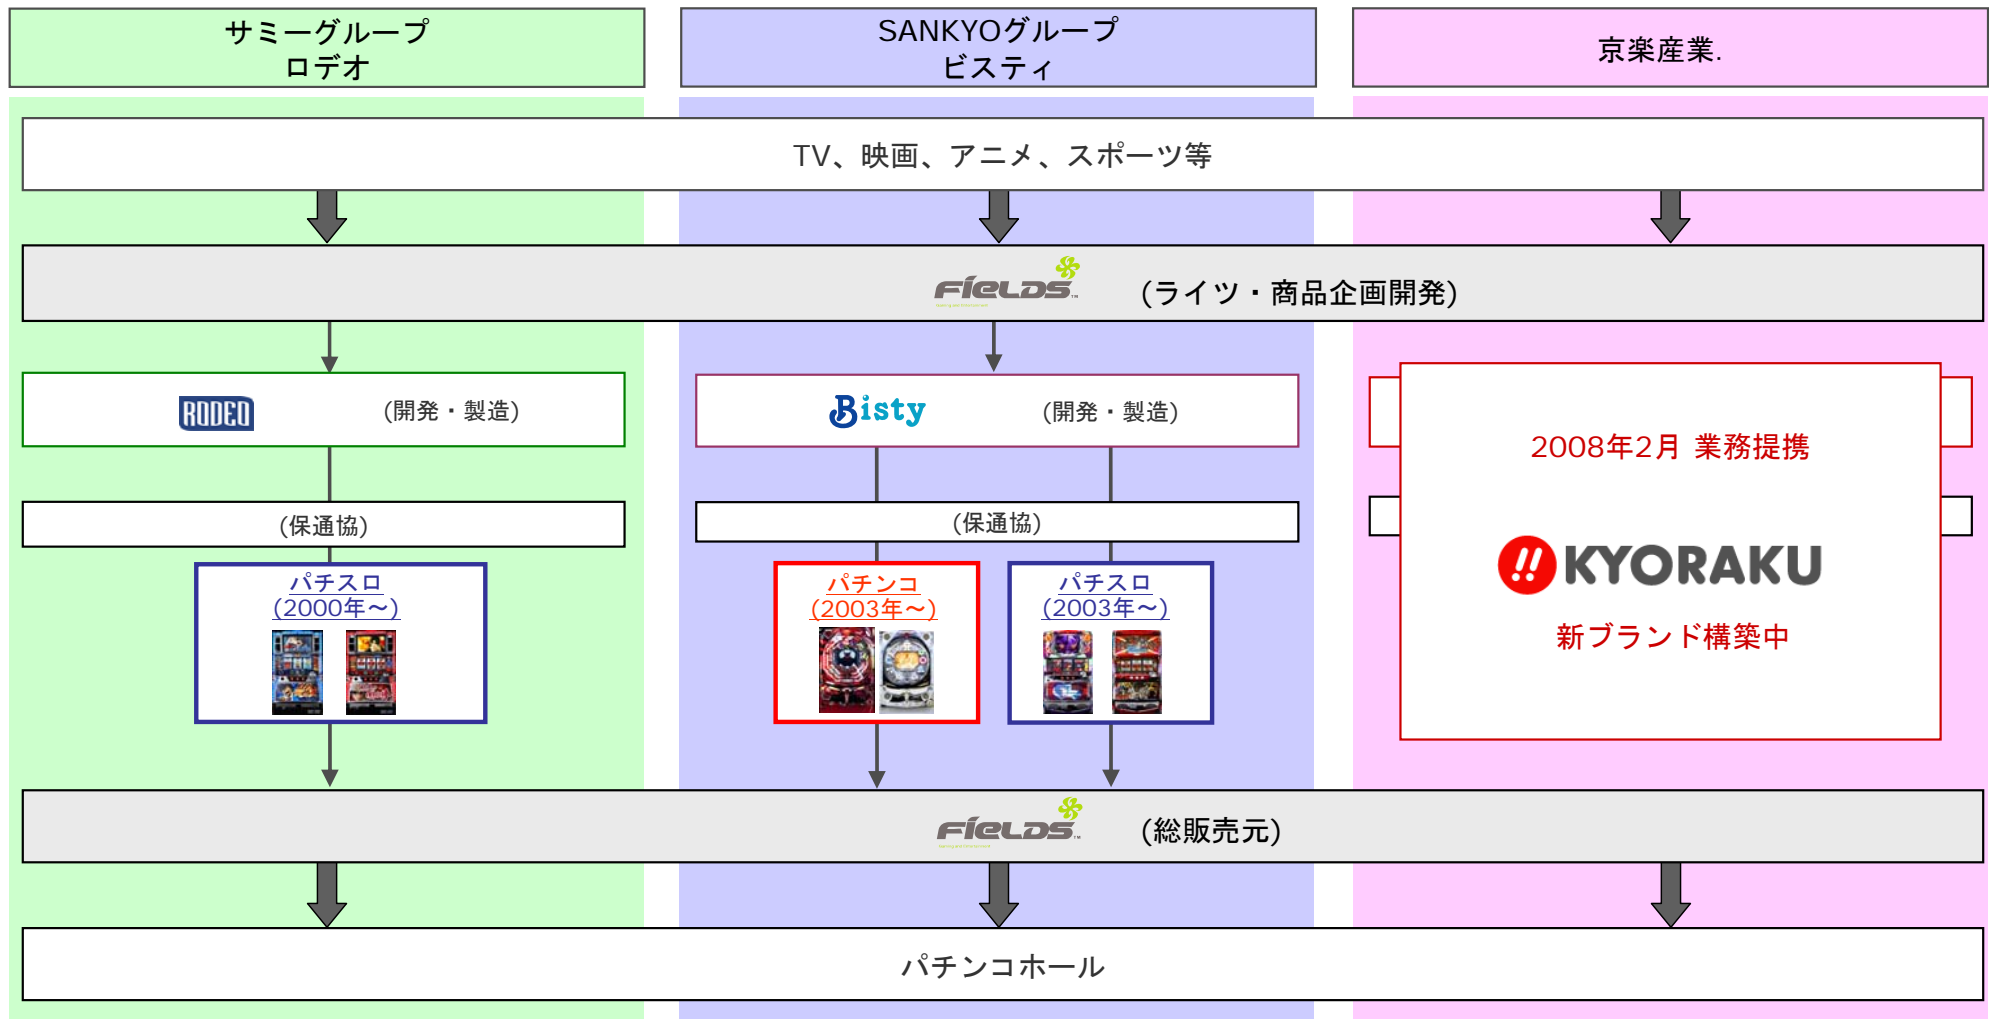 サミーグループ
ロデオ
SANKYOグループ
ビスティ
京楽産業.
TV、映画、アニメ、スポーツ等
FIELDS
(ライツ・商品企画開発)
RODEO
(開発・製造)
Bisty
(開発・製造)
2008年2月 業務提携
(保通協)
(保通協)
KYORAKU
新ブランド構築中
パチスロ
(2000年～)
パチンコ
(2003年～)
パチスロ
(2003年～)
FIELDS
(総販売元)
パチンコホール